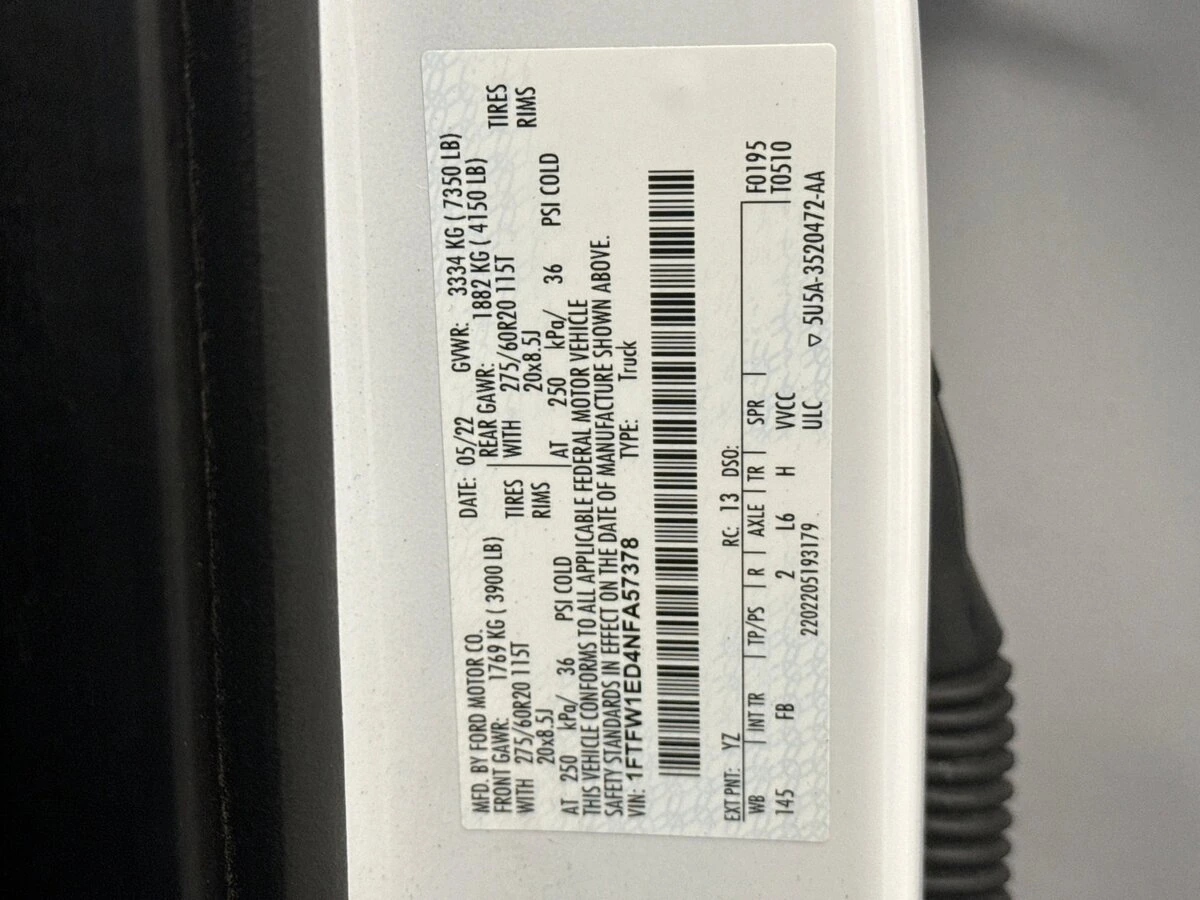 MFD. BY FORD MOTOR CO.
DATE: 05/22 GVWR: 3334 KG ( 7350 LB)
FRONT GAWR: 1769 KG ( 3900 LB) REAR GAWR: 1882 KG ( 4150 LB)
WITH 275/60R20 115T TIRES WITH 275/60R20 115T TIRES
20x8.5J RIMS 20x8.5J RIMS
AT 250 kPa/ 36 PSI COLD AT 250 kPa/ 36 PSI COLD
THIS VEHICLE CONFORMS TO ALL APPLICABLE FEDERAL MOTOR VEHICLE
SAFETY STANDARDS IN EFFECT ON THE DATE OF MANUFACTURE SHOWN ABOVE.
VIN: 1FTFW1ED4NFA57378 TYPE: Truck
EXT PNT: YZ RC: 13 DSO: F0195
WB INT TR TP/PS R AXLE TR SPR T0510
145 FB 2 L6 H VVCC
2202205193179 ULC ▽ 5U5A-3520472-AA